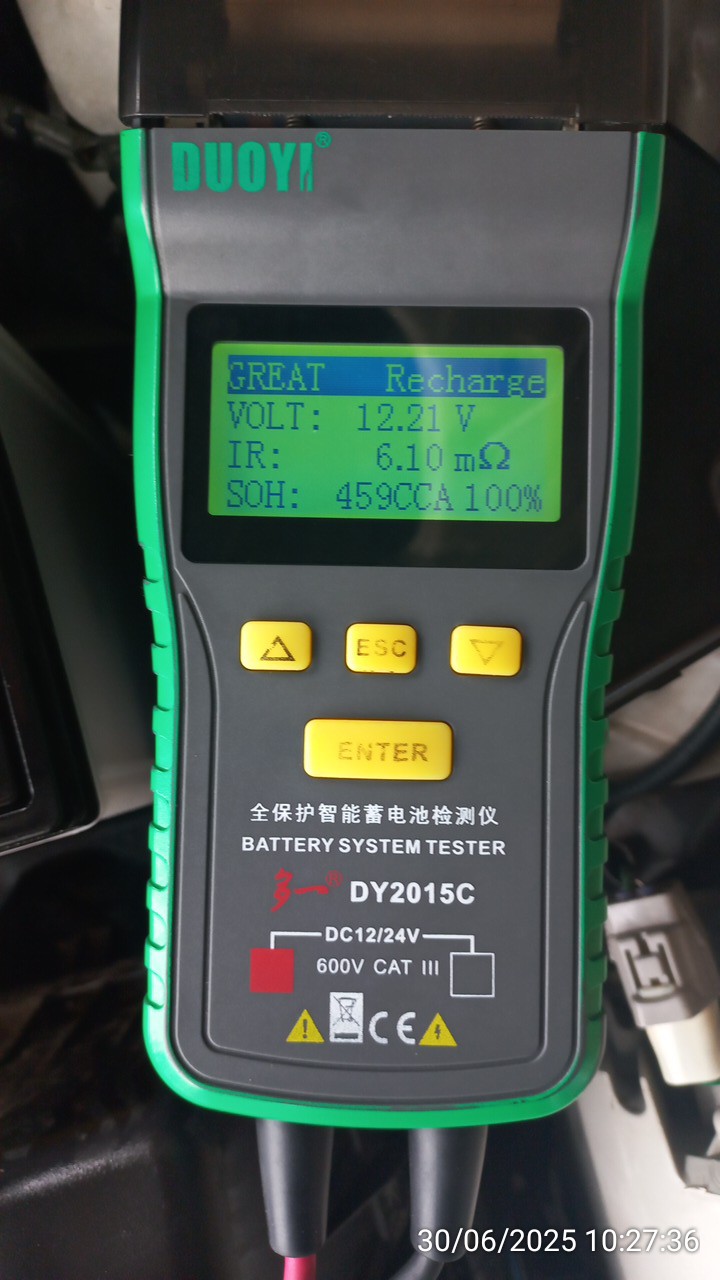 DUOYI®
GREAT Recharge
VOLT: 12.21 V
IR: 6.10 mΩ
SOH: 459CCA 100%
ESC
ENTER
全保护智能蓄电池检测仪
BATTERY SYSTEM TESTER
多一® DY2015C
DC12/24V
600V CAT III
CE
30/06/2025 10:27:36